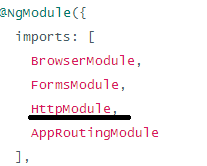 @NgModule({
imports: [
BrowserModule,
FormsModule,
HttpModule,
AppRoutingModule
],